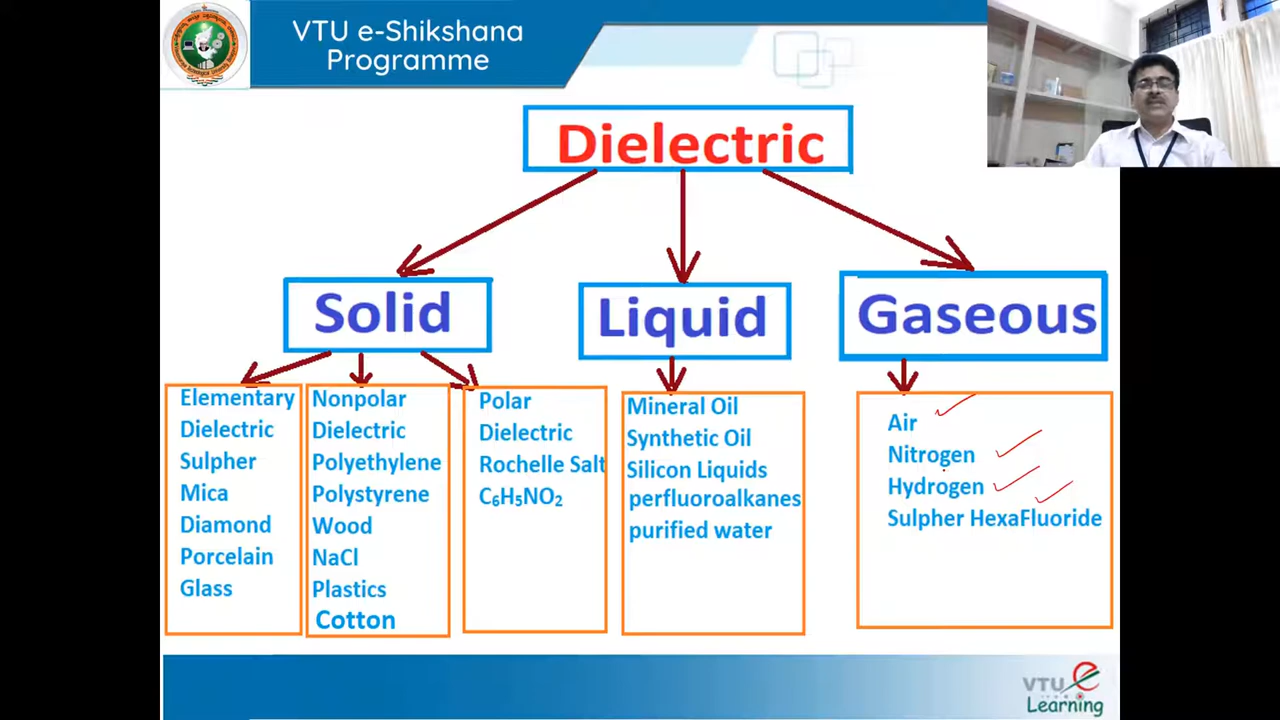 VTU e-Shikshana
Programme
Dielectric
Solid
Liquid
Gaseous
Elementary
Dielectric
Sulpher
Mica
Diamond
Porcelain
Glass
Nonpolar
Dielectric
Polyethylene
Polystyrene
Wood
NaCl
Plastics
Cotton
Polar
Dielectric
Rochelle Salt
C₆H₅NO₂
Mineral Oil
Synthetic Oil
Silicon Liquids
perfluoroalkanes
purified water
Air
Nitrogen
Hydrogen
Sulpher HexaFluoride
VTU e
Learning